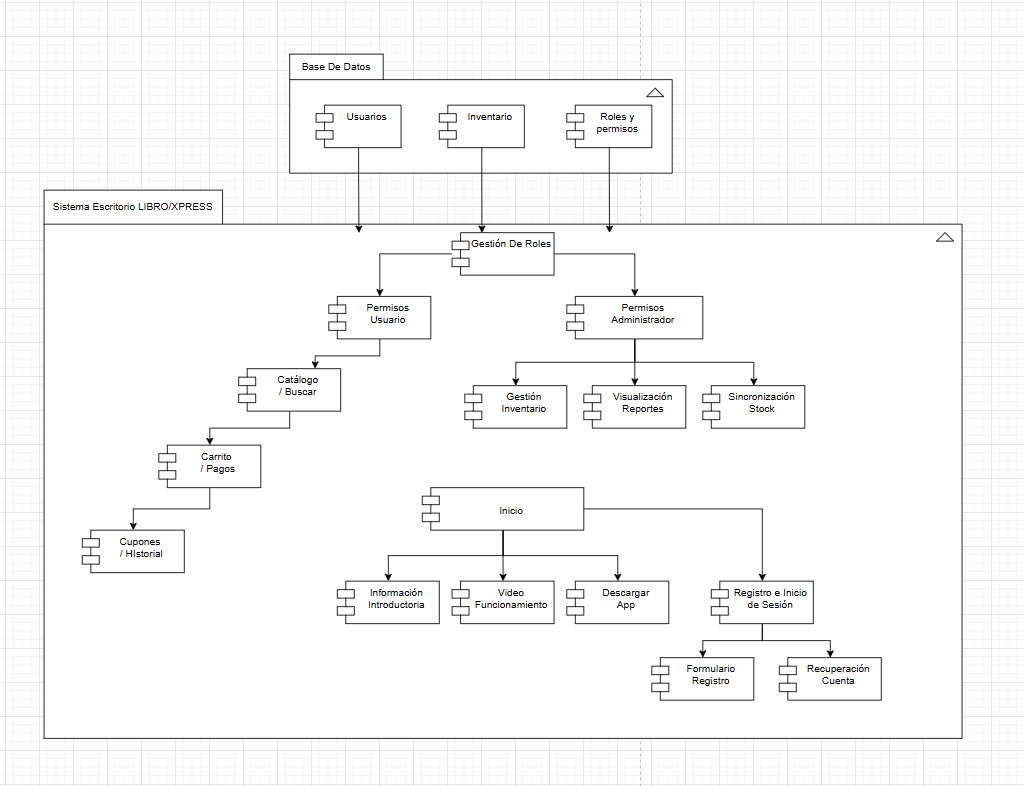 Base De Datos
Usuarios
Inventario
Roles y
permisos
Sistema Escritorio LIBRO/XPRESS
Gestión De Roles
Permisos
Usuario
Permisos
Administrador
Catálogo
/ Buscar
Gestión
Inventario
Visualización
Reportes
Sincronización
Stock
Carrito
/ Pagos
Inicio
Cupones
/ HIstorial
Información
Introductoria
Video
Funcionamiento
Descargar
App
Registro e Inicio
de Sesión
Formulario
Registro
Recuperación
Cuenta